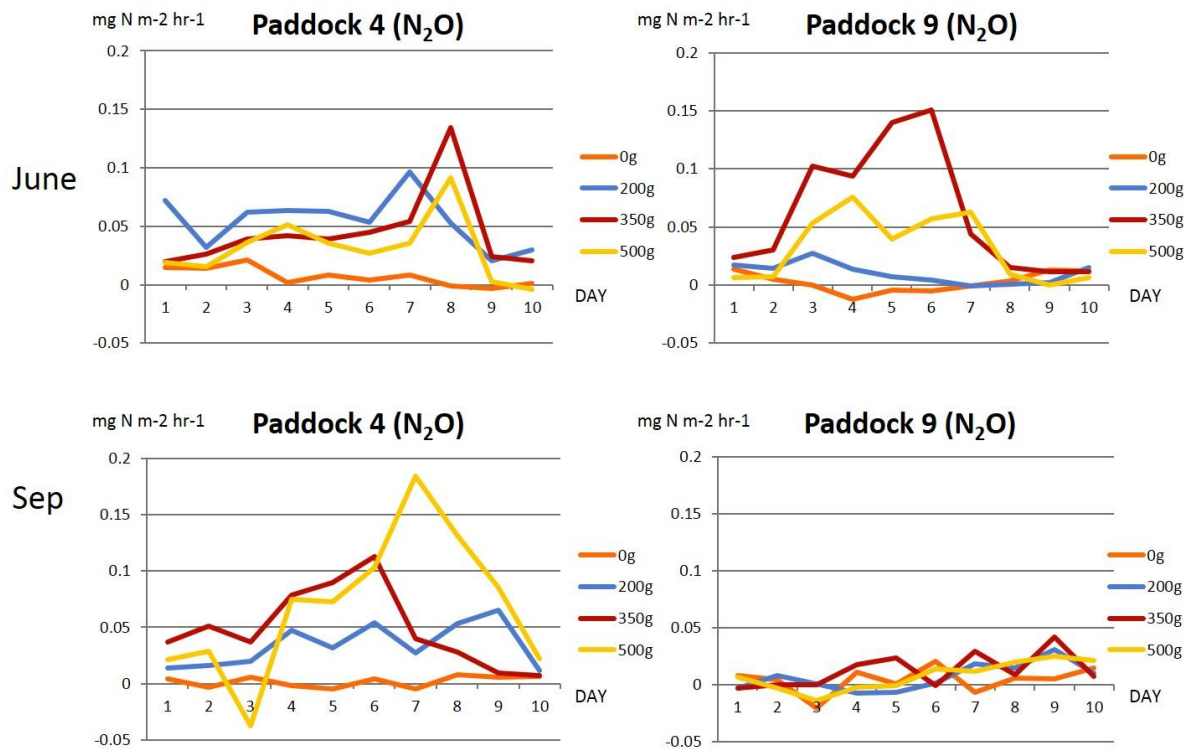 mg N m-2 hr-1
Paddock 4 (N₂O)
0.2
0.15
0.1
0.05
0
-0.05
1 2 3 4 5 6 7 8 9 10
DAY
0g
200g
350g
500g
mg N m-2 hr-1
Paddock 9 (N₂O)
0.2
0.15
0.1
0.05
0
-0.05
1 2 3 4 5 6 7 8 9 10
DAY
0g
200g
350g
500g
June
mg N m-2 hr-1
Paddock 4 (N₂O)
0.2
0.15
0.1
0.05
0
-0.05
1 2 3 4 5 6 7 8 9 10
DAY
0g
200g
350g
500g
mg N m-2 hr-1
Paddock 9 (N₂O)
0.2
0.15
0.1
0.05
0
-0.05
1 2 3 4 5 6 7 8 9 10
DAY
0g
200g
350g
500g
Sep